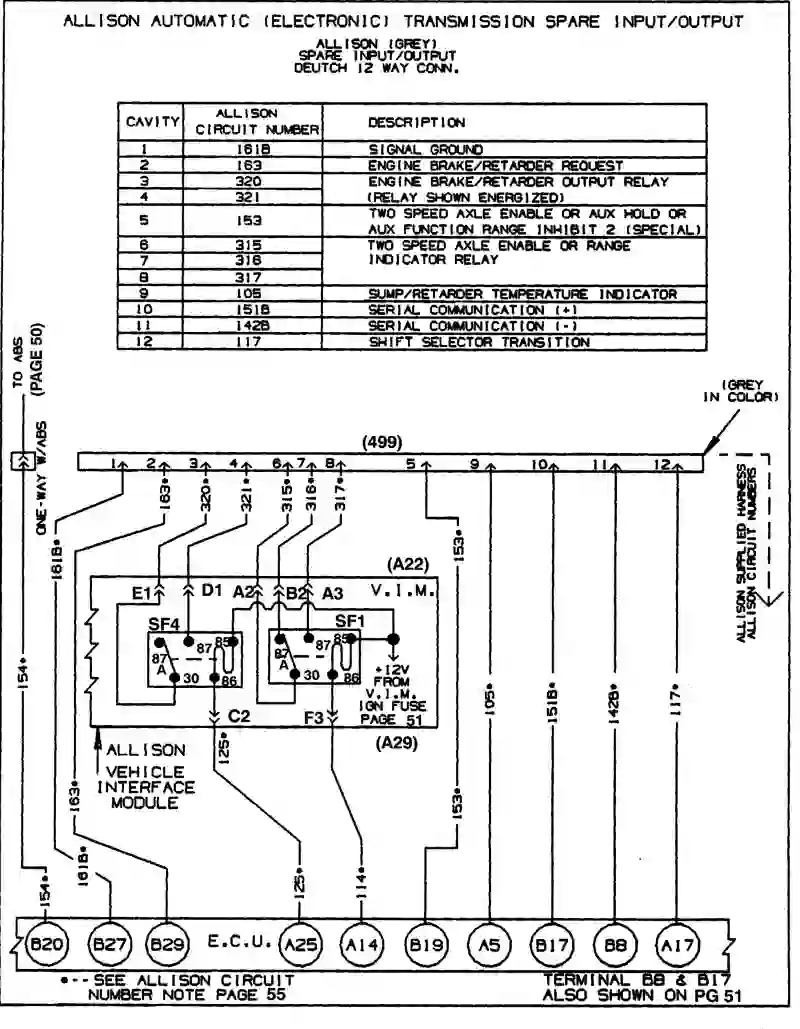 ALLISON AUTOMATIC (ELECTRONIC) TRANSMISSION SPARE INPUT/OUTPUT
ALLISON (GREY)
SPARE INPUT/OUTPUT
DEUTCH 12 WAY CONN.
CAVITY ALLISON CIRCUIT NUMBER DESCRIPTION
1 161B SIGNAL GROUND
2 163 ENGINE BRAKE/RETARDER REQUEST
3 320 ENGINE BRAKE/RETARDER OUTPUT RELAY
4 321 (RELAY SHOWN ENERGIZED)
5 153 TWO SPEED AXLE ENABLE OR AUX HOLD OR
AUX FUNCTION RANGE INHIBIT 2 (SPECIAL)
6 315 TWO SPEED AXLE ENABLE OR RANGE
7 316 INDICATOR RELAY
8 317
9 105 SUMP/RETARDER TEMPERATURE INDICATOR
10 151B SERIAL COMMUNICATION (+)
11 142B SERIAL COMMUNICATION (-)
12 117 SHIFT SELECTOR TRANSITION
TO ABS
(PAGE 50)
(GREY
IN COLOR)
ONE-WAY W/ABS
(499)
1 2 3 4 6 7 8 5 9 10 11 12
ALLISON SUPPLIED HARNESS
ALLISON CIRCUIT NUMBERS
161B* 163* 320* 321* 315* 316* 317* 153*
(A22)
E1 D1 A2 B2 A3 V.I.M.
SF4 SF1
87 85 87 85
87 A 30 86 87 A 30 86
+12V
FROM
V.I.M.
IGN FUSE
PAGE 51
C2 F3
(A29)
154* 125* 105* 151B* 142B* 117*
ALLISON
VEHICLE
INTERFACE
MODULE
163* 153*
154* 161B* 125* 114*
B20 B27 B29 E.C.U. A25 A14 B19 A5 B17 B8 A17
*--SEE ALLISON CIRCUIT
NUMBER NOTE PAGE 55
TERMINAL B8 & B17
ALSO SHOWN ON PG 51